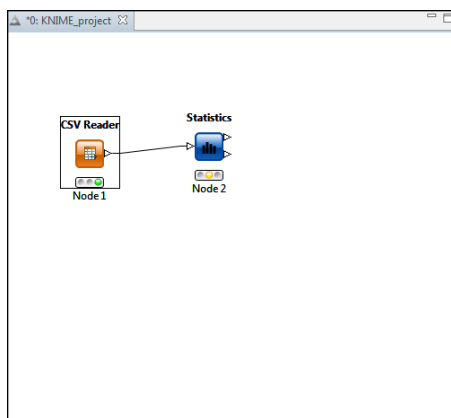 *0: KNIME_project
CSV Reader
Node 1
Statistics
Node 2